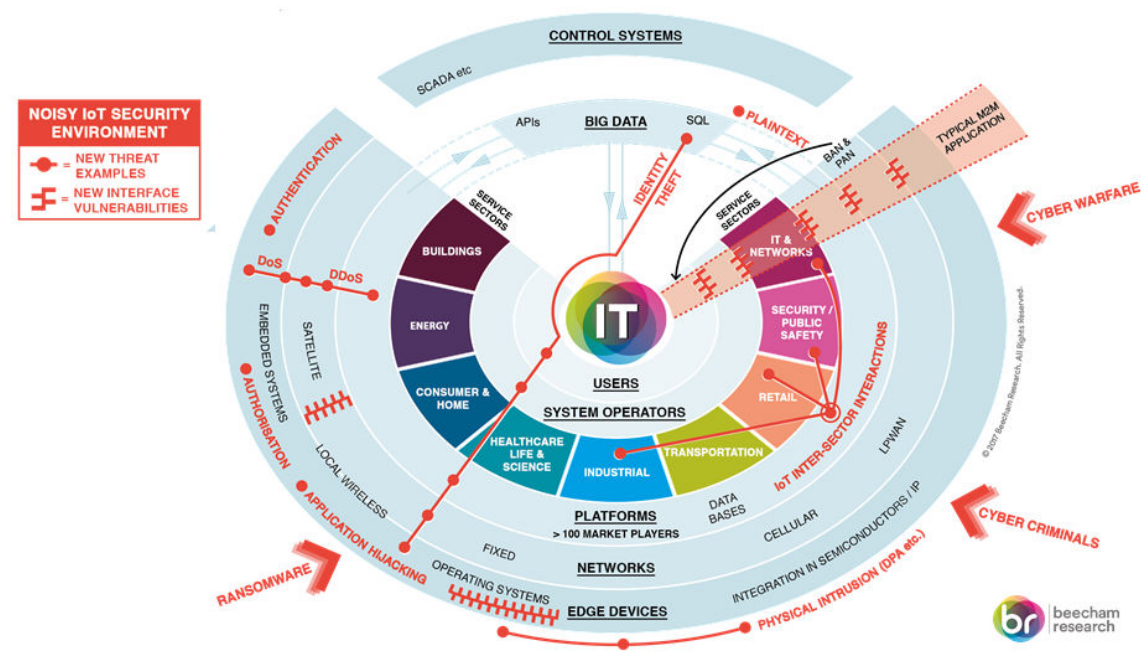 CONTROL SYSTEMS
SCADA etc
NOISY IoT SECURITY
ENVIRONMENT
= NEW THREAT
EXAMPLES
= NEW INTERFACE
VULNERABILITIES
APIs
BIG DATA
SQL
PLAINTEXT
BAN &
PAN
TYPICAL M2M
APPLICATION
AUTHENTICATION
IDENTITY
THEFT
SERVICE
SECTORS
SERVICE
SECTORS
CYBER WARFARE
DoS
DDoS
BUILDINGS
ENERGY
CONSUMER &
HOME
HEALTHCARE
LIFE &
SCIENCE
INDUSTRIAL
TRANSPORTATION
RETAIL
SECURITY /
PUBLIC
SAFETY
IT &
NETWORKS
IT
USERS
SYSTEM OPERATORS
PLATFORMS
> 100 MARKET PLAYERS
NETWORKS
EDGE DEVICES
EMBEDDED SYSTEMS
SATELLITE
AUTHORISATION
LOCAL WIRELESS
APPLICATION HIJACKING
RANSOMWARE
FIXED
OPERATING SYSTEMS
DATA
BASES
CELLULAR
LPWAN
IoT INTER-SECTOR INTERACTIONS
INTEGRATION IN SEMICONDUCTORS / IP
PHYSICAL INTRUSION (DPA etc.)
CYBER CRIMINALS
© 2017 Beecham Research. All Rights Reserved.
br
beecham
research